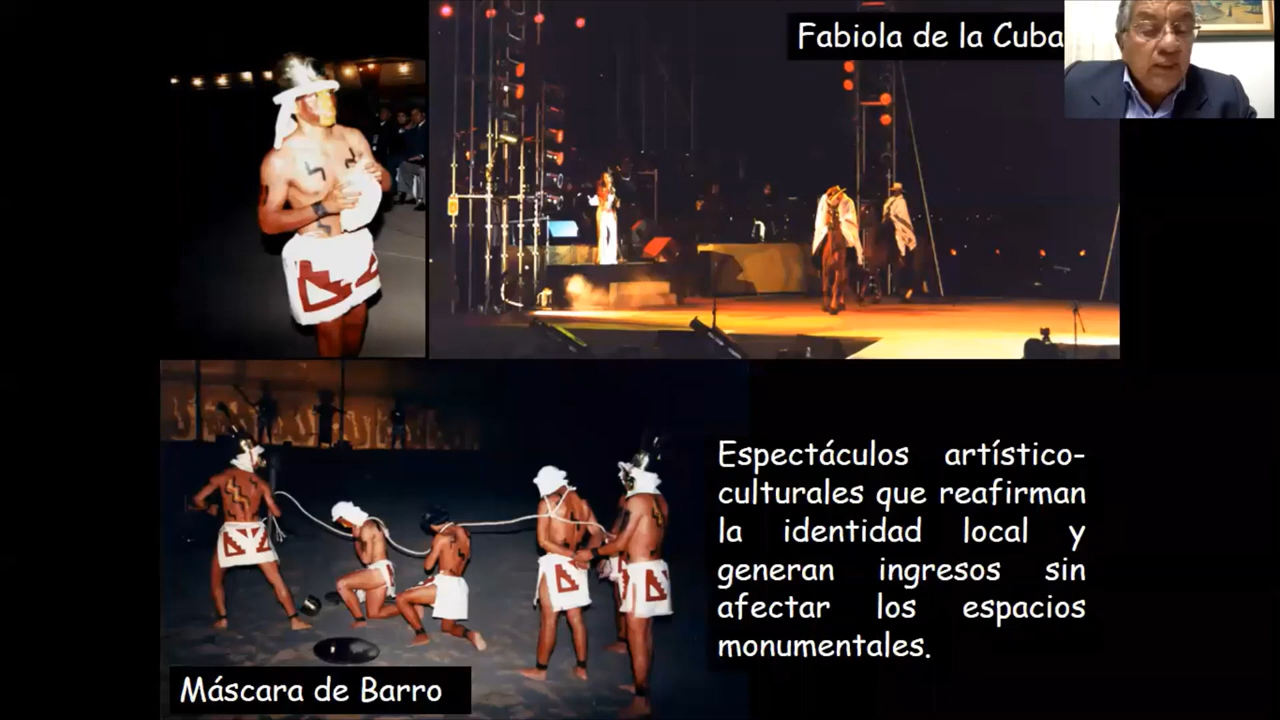 Fabiola de la Cuba
Espectáculos artístico-
culturales que reafirman
la identidad local y
generan ingresos sin
afectar los espacios
monumentales.
Máscara de Barro